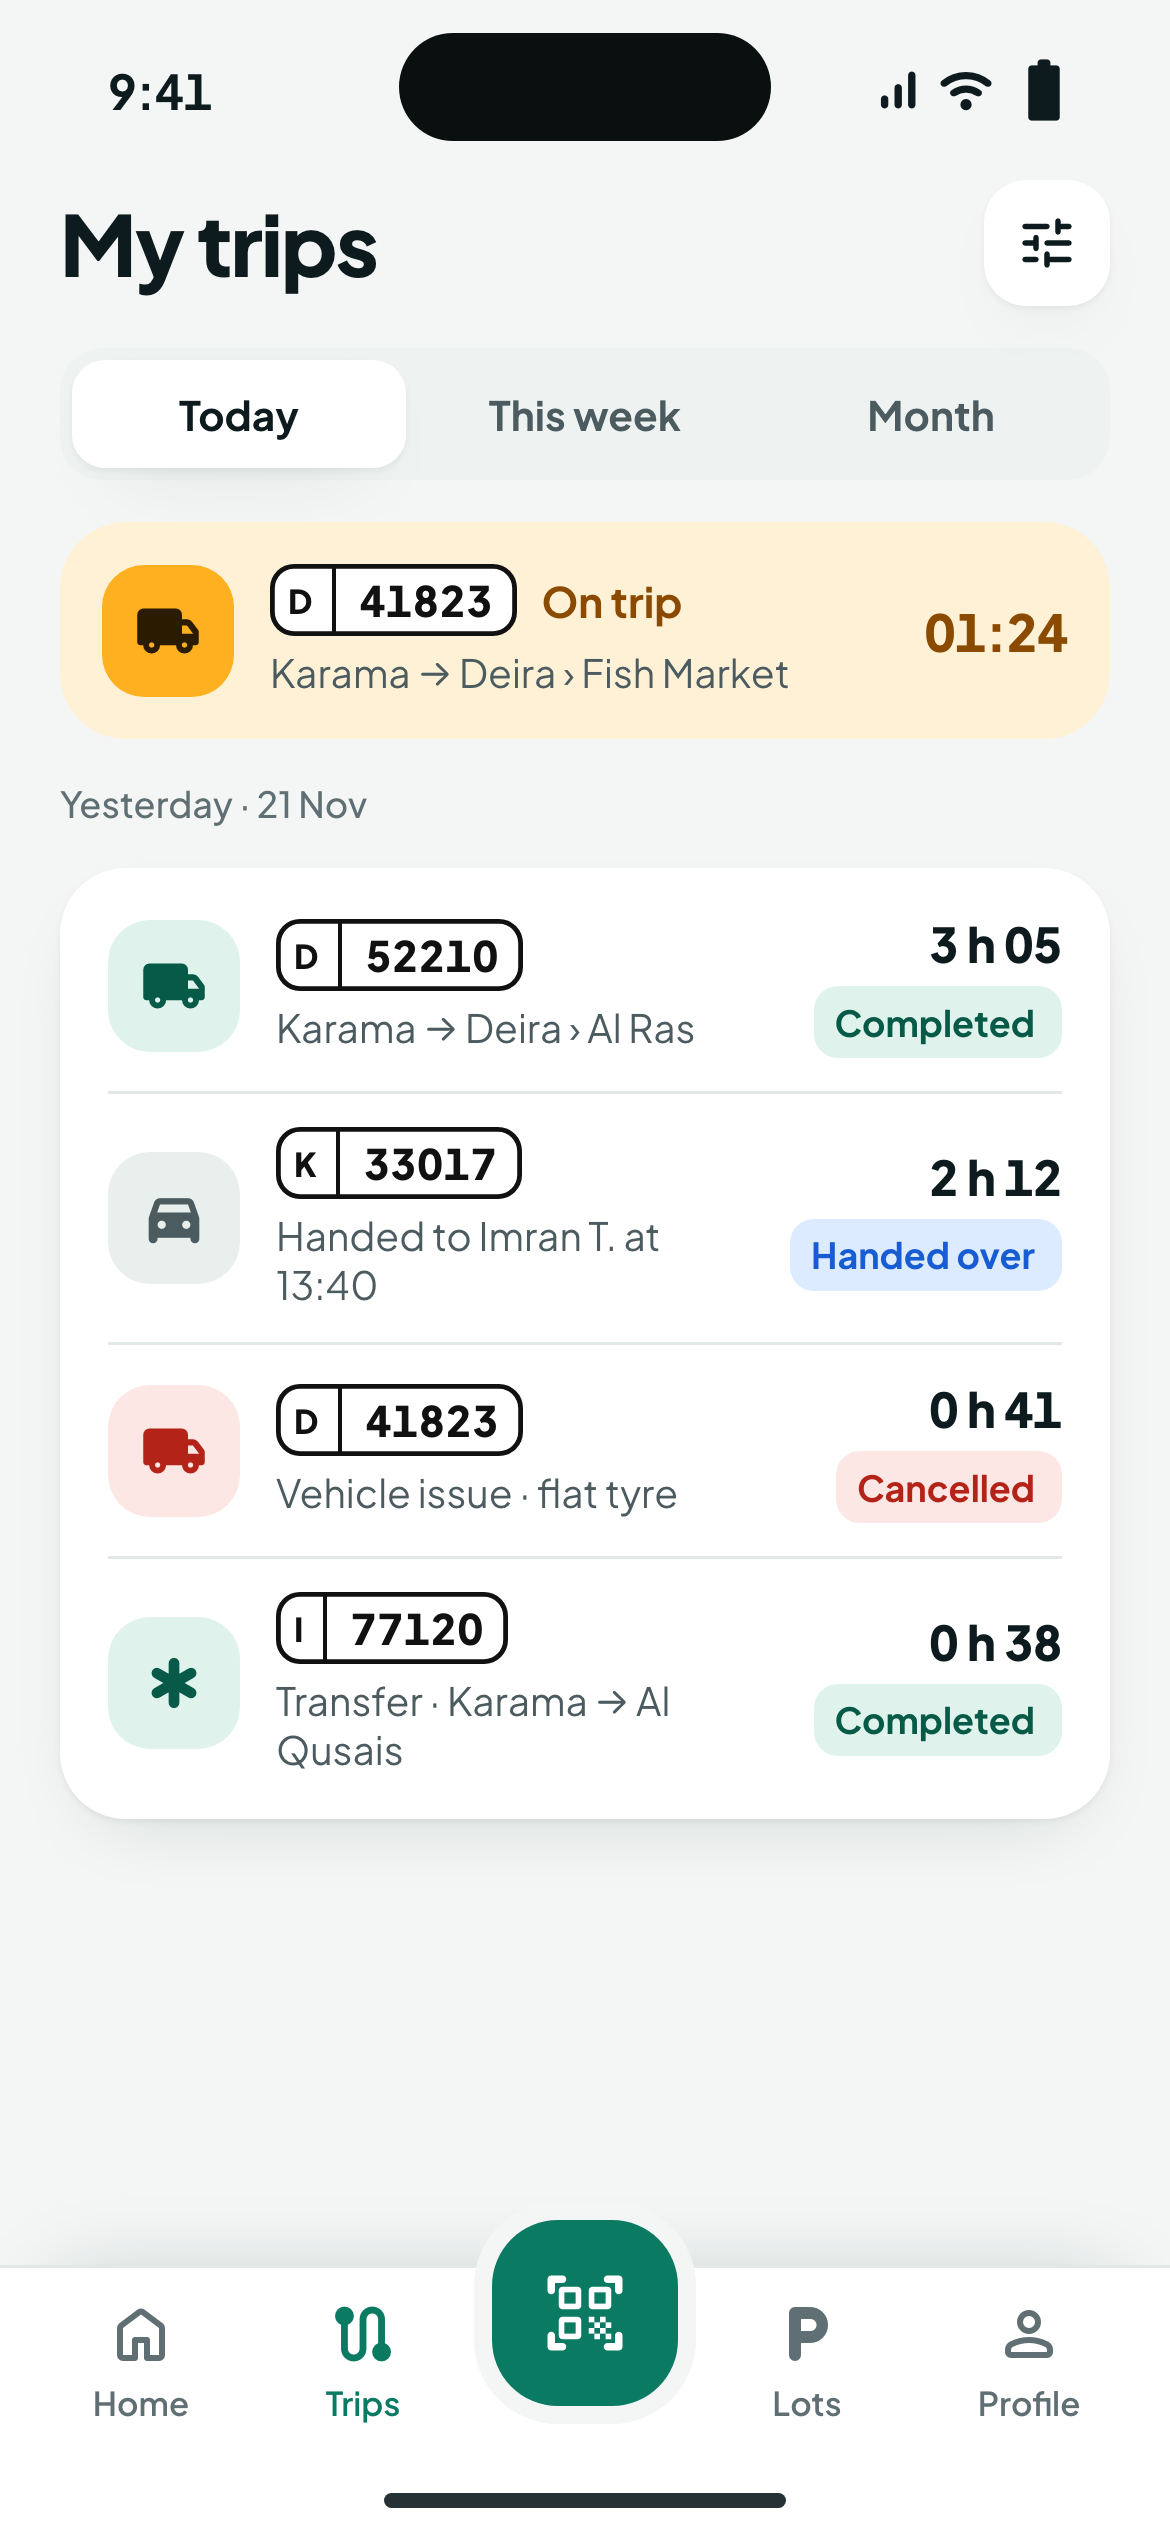 9:41
My trips
Today
This week
Month
D 41823 On trip
01:24
Karama → Deira › Fish Market
Yesterday · 21 Nov
D 52210
3 h 05
Karama → Deira › Al Ras
Completed
K 33017
2 h 12
Handed to Imran T. at
13:40
Handed over
D 41823
0 h 41
Vehicle issue · flat tyre
Cancelled
I 77120
0 h 38
Transfer · Karama → Al
Qusais
Completed
Home
Trips
P
Lots
Profile